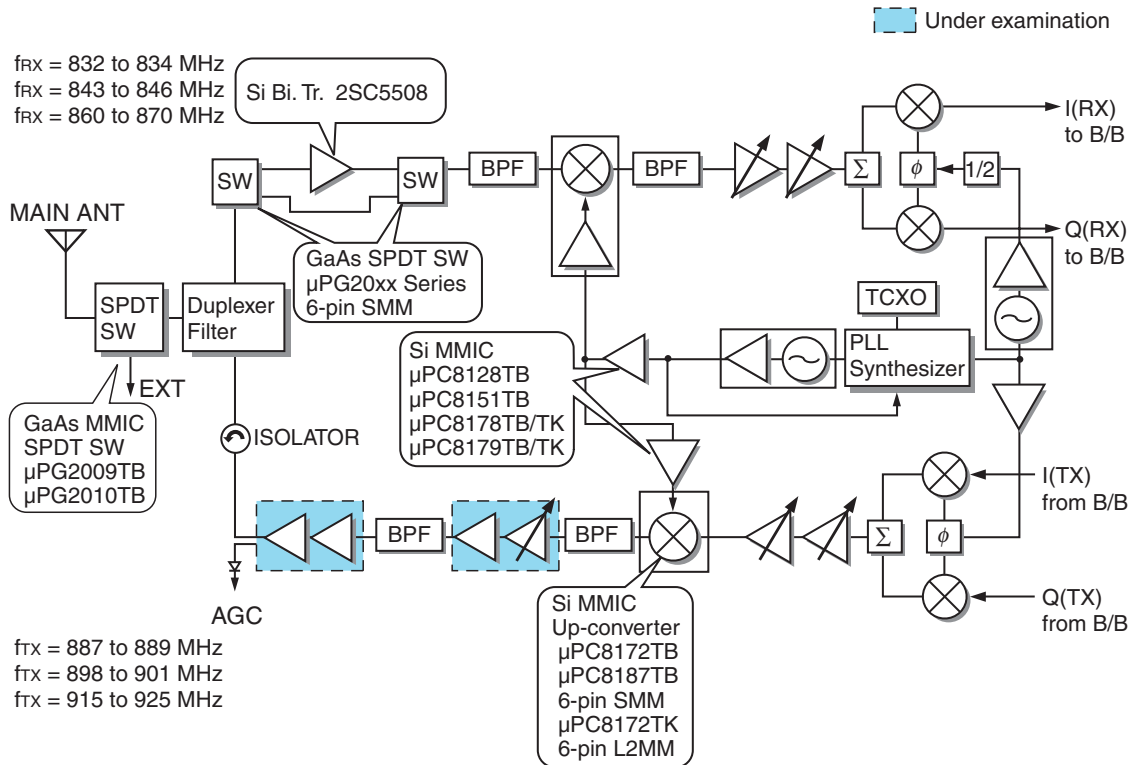 Under examination
fRX = 832 to 834 MHz
fRX = 843 to 846 MHz
fRX = 860 to 870 MHz
Si Bi. Tr. 2SC5508
I(RX)
to B/B
SW
SW
BPF
BPF
Σ
ϕ
1/2
MAIN ANT
Q(RX)
to B/B
GaAs SPDT SW
µPG20xx Series
6-pin SMM
SPDT
SW
Duplexer
Filter
TCXO
PLL
Synthesizer
Si MMIC
µPC8128TB
µPC8151TB
µPC8178TB/TK
µPC8179TB/TK
EXT
GaAs MMIC
SPDT SW
µPG2009TB
µPG2010TB
ISOLATOR
I(TX)
from B/B
BPF
BPF
Σ
ϕ
Q(TX)
from B/B
AGC
Si MMIC
Up-converter
µPC8172TB
µPC8187TB
6-pin SMM
µPC8172TK
6-pin L2MM
fTX = 887 to 889 MHz
fTX = 898 to 901 MHz
fTX = 915 to 925 MHz